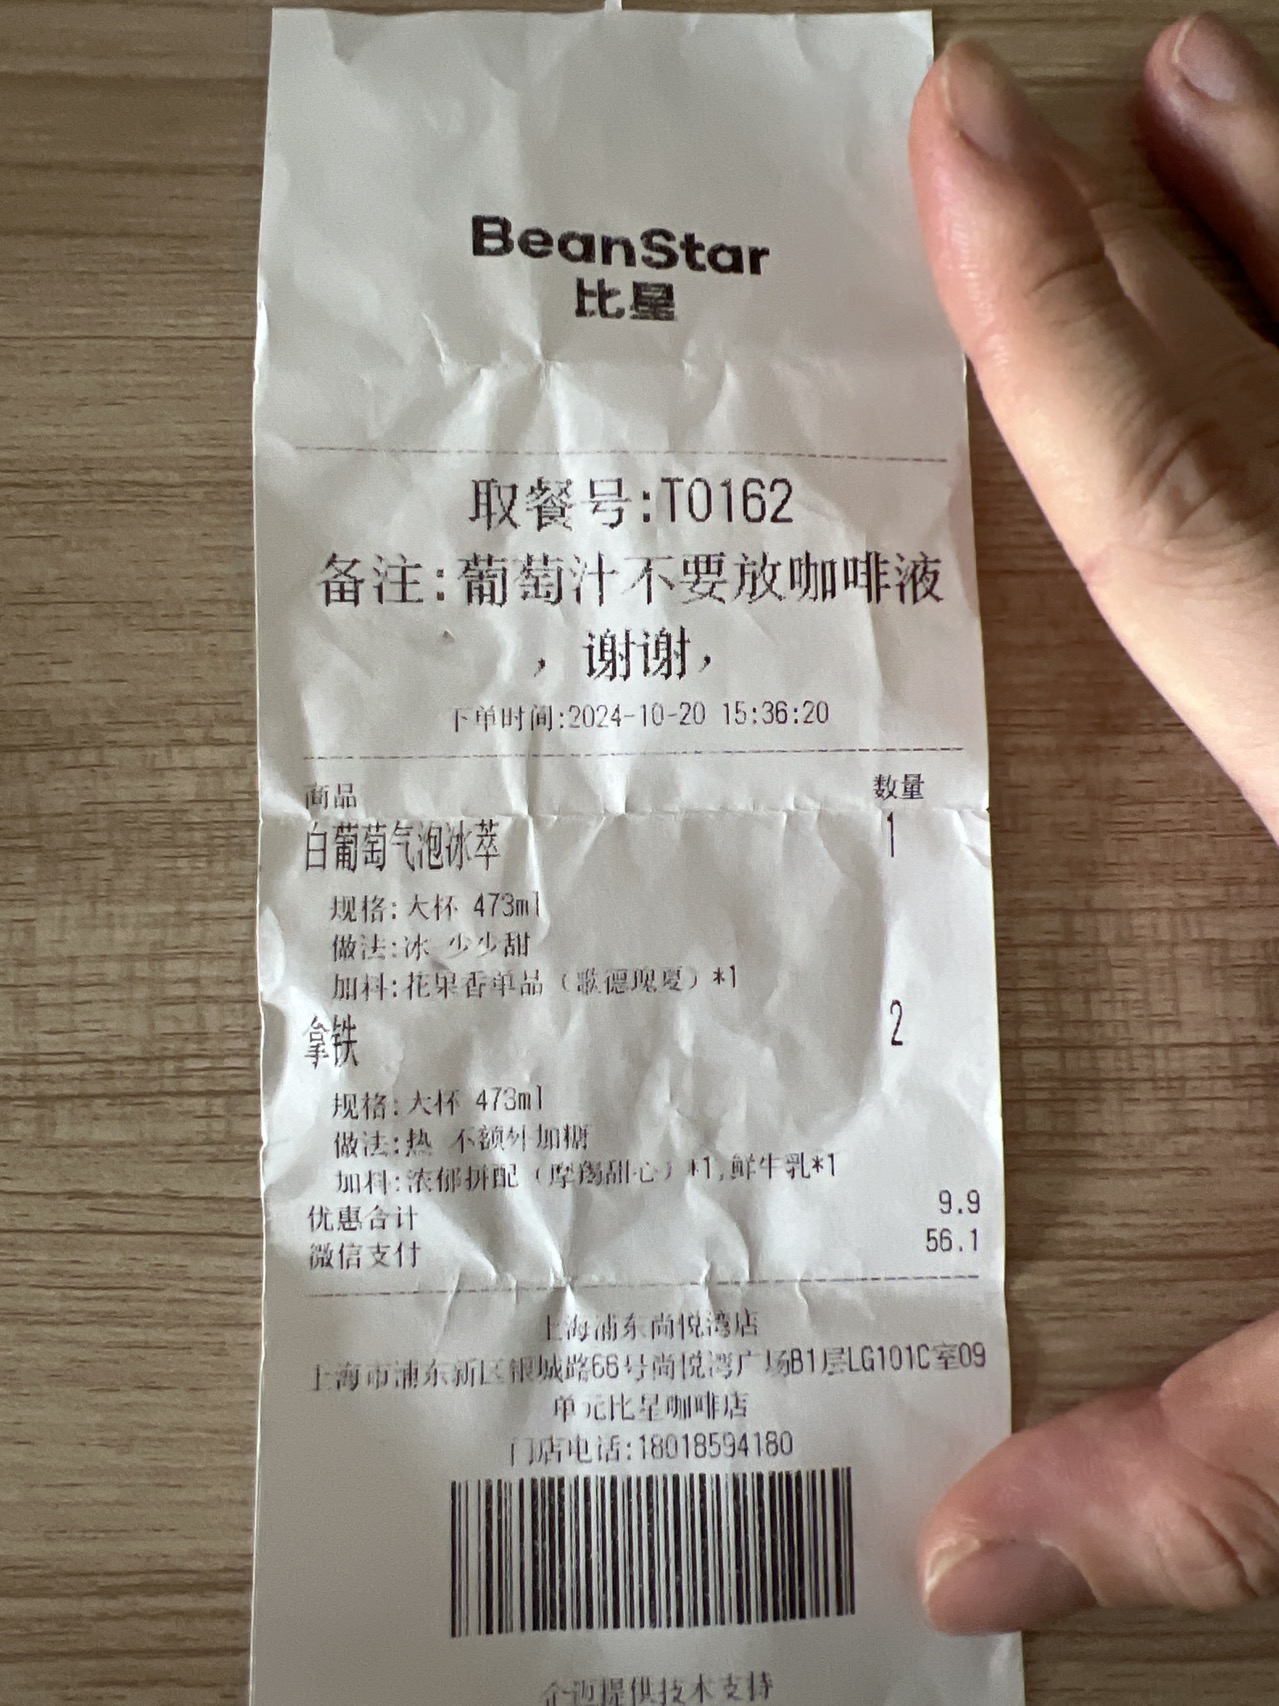 BeanStar
比星
取餐号:T0162
备注:葡萄汁不要放咖啡液
，谢谢，
下单时间:2024-10-20 15:36:20
商品 数量
白葡萄气泡冰萃 1
规格:大杯 473ml
做法:冰 少少甜
加料:花果香单品（歌德瑰夏）*1
拿铁 2
规格:大杯 473ml
做法:热 不额外加糖
加料:浓郁拼配（摩羯甜心）*1,鲜牛乳*1
优惠合计 9.9
微信支付 56.1
上海浦东尚悦湾店
上海市浦东新区银城路66号尚悦湾广场B1层LG101C室09
单元比星咖啡店
门店电话:18018594180
企迈提供技术支持